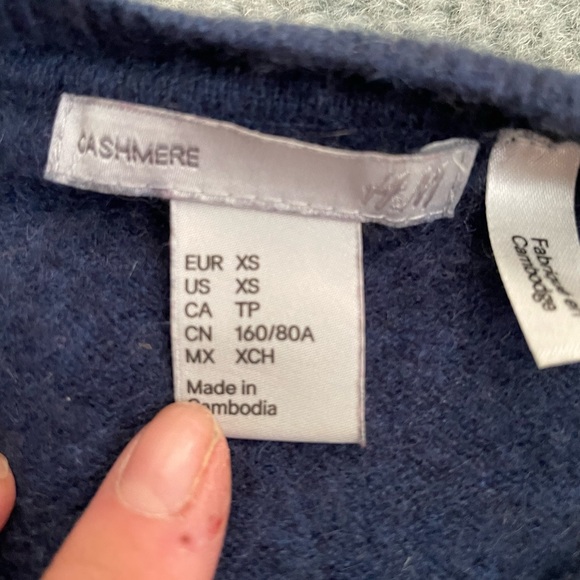 CASHMERE
H&M
EUR XS
US XS
CA TP
CN 160/80A
MX XCH
Made in
Cambodia
Fabriqué en
Cambodge